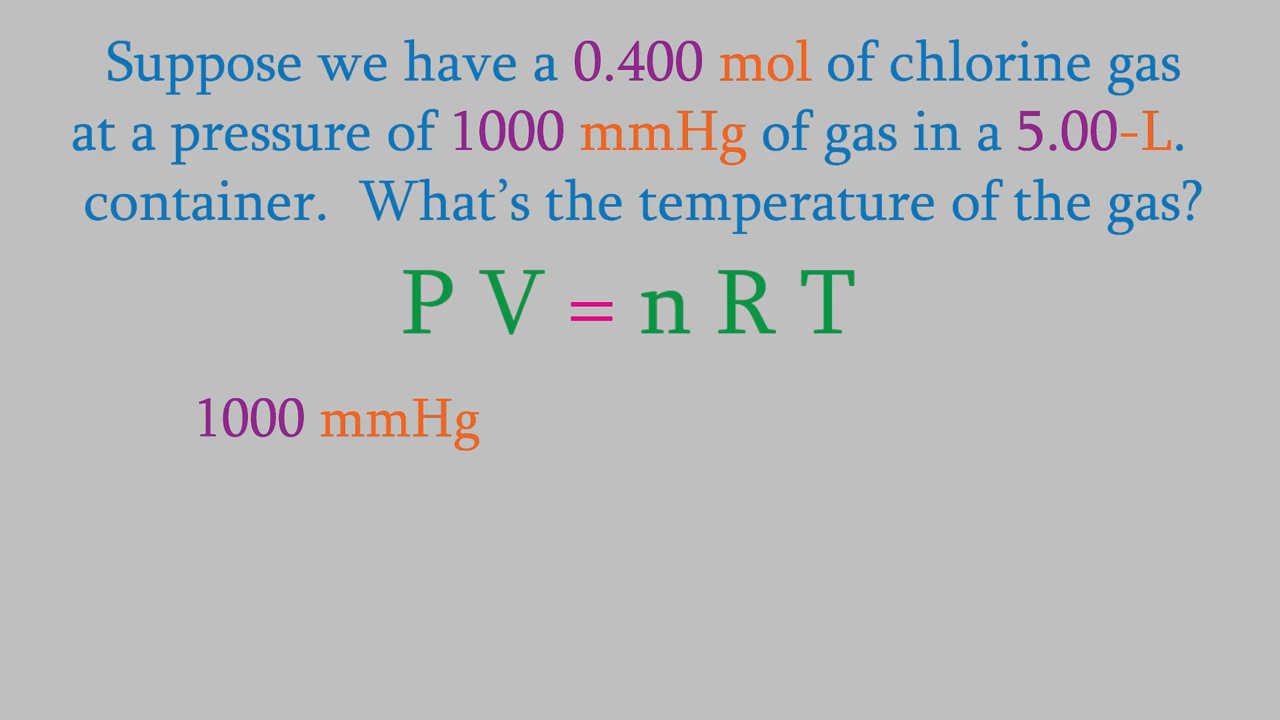 Suppose we have a 0.400 mol of chlorine gas
at a pressure of 1000 mmHg of gas in a 5.00-L.
container. What’s the temperature of the gas?
P V = n R T
1000 mmHg